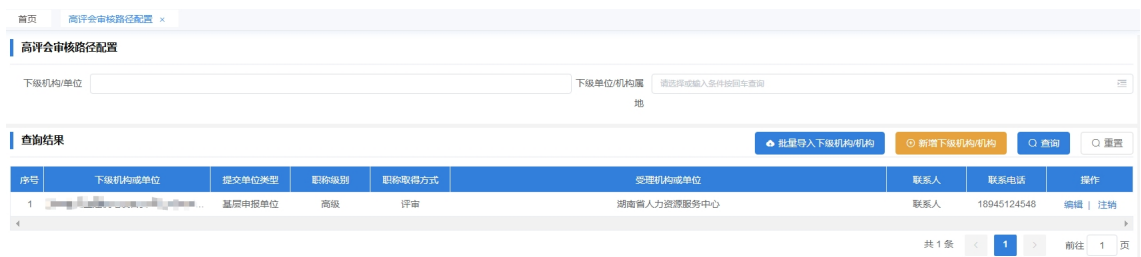 首页 高评会审核路径配置 ×
高评会审核路径配置
下级机构/单位 下级单位/机构属地 请选择或输入条件按回车查询
查询结果 批量导入下级机构/机构 新增下级机构/机构 查询 重置
序号 下级机构或单位 提交单位类型 职称级别 职称取得方式 受理机构或单位 联系人 联系电话 操作
1 基层申报单位 高级 评审 湖南省人力资源服务中心 联系人 18945124548 编辑 | 注销
共 1 条 < 1 > 前往 1 页